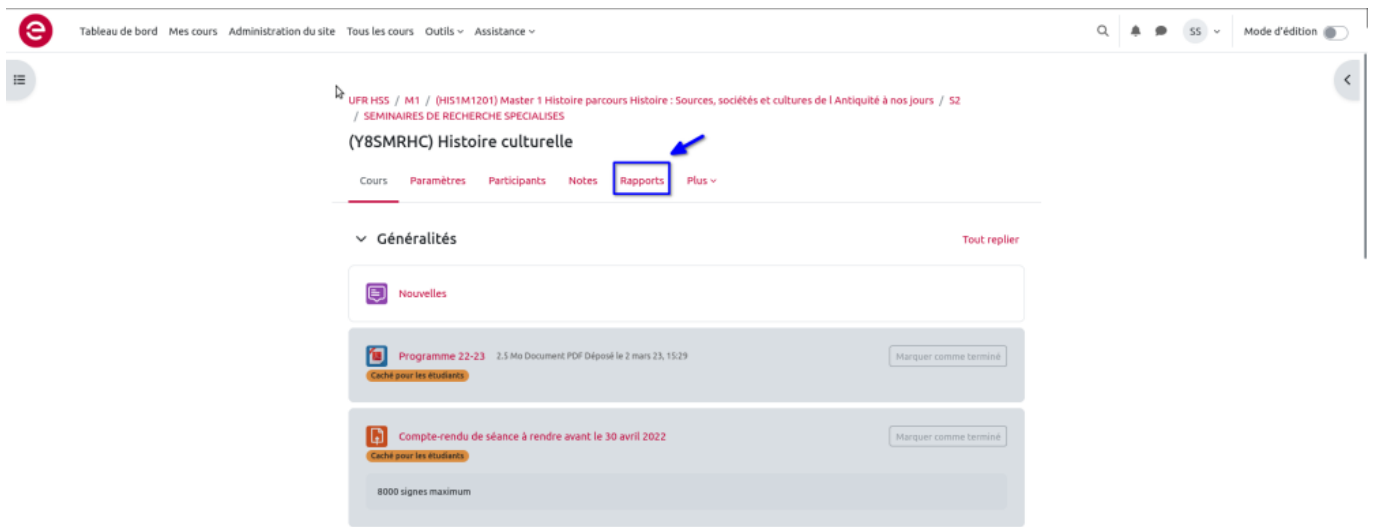 Tableau de bord Mes cours Administration du site Tous les cours Outils Assistance SS Mode d'édition
UFR HSS / M1 / (HIS1M1201) Master 1 Histoire parcours Histoire : Sources, sociétés et cultures de l Antiquité à nos jours / S2
/ SEMINAIRES DE RECHERCHE SPECIALISES
(Y8SMRHC) Histoire culturelle
Cours Paramètres Participants Notes Rapports Plus
Généralités Tout replier
Nouvelles
Programme 22-23 2.5 Mo Document PDF Déposé le 2 mars 23, 15:29 Marquer comme terminé
Caché pour les étudiants
Compte-rendu de séance à rendre avant le 30 avril 2022 Marquer comme terminé
Caché pour les étudiants
8000 signes maximum